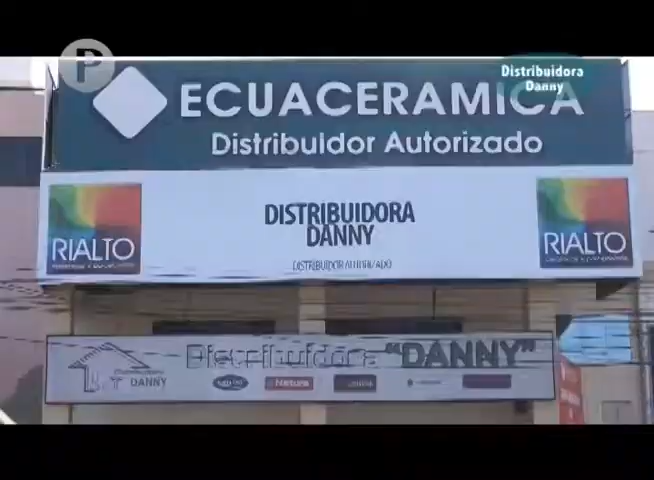 P
Distribuidora
Danny
ECUACERAMICA
Distribuidor Autorizado
RIALTO
DISTRIBUIDORA
DANNY
DISTRIBUIDOR AUTORIZADO
RIALTO
Distribuidora "DANNY"
DANNY